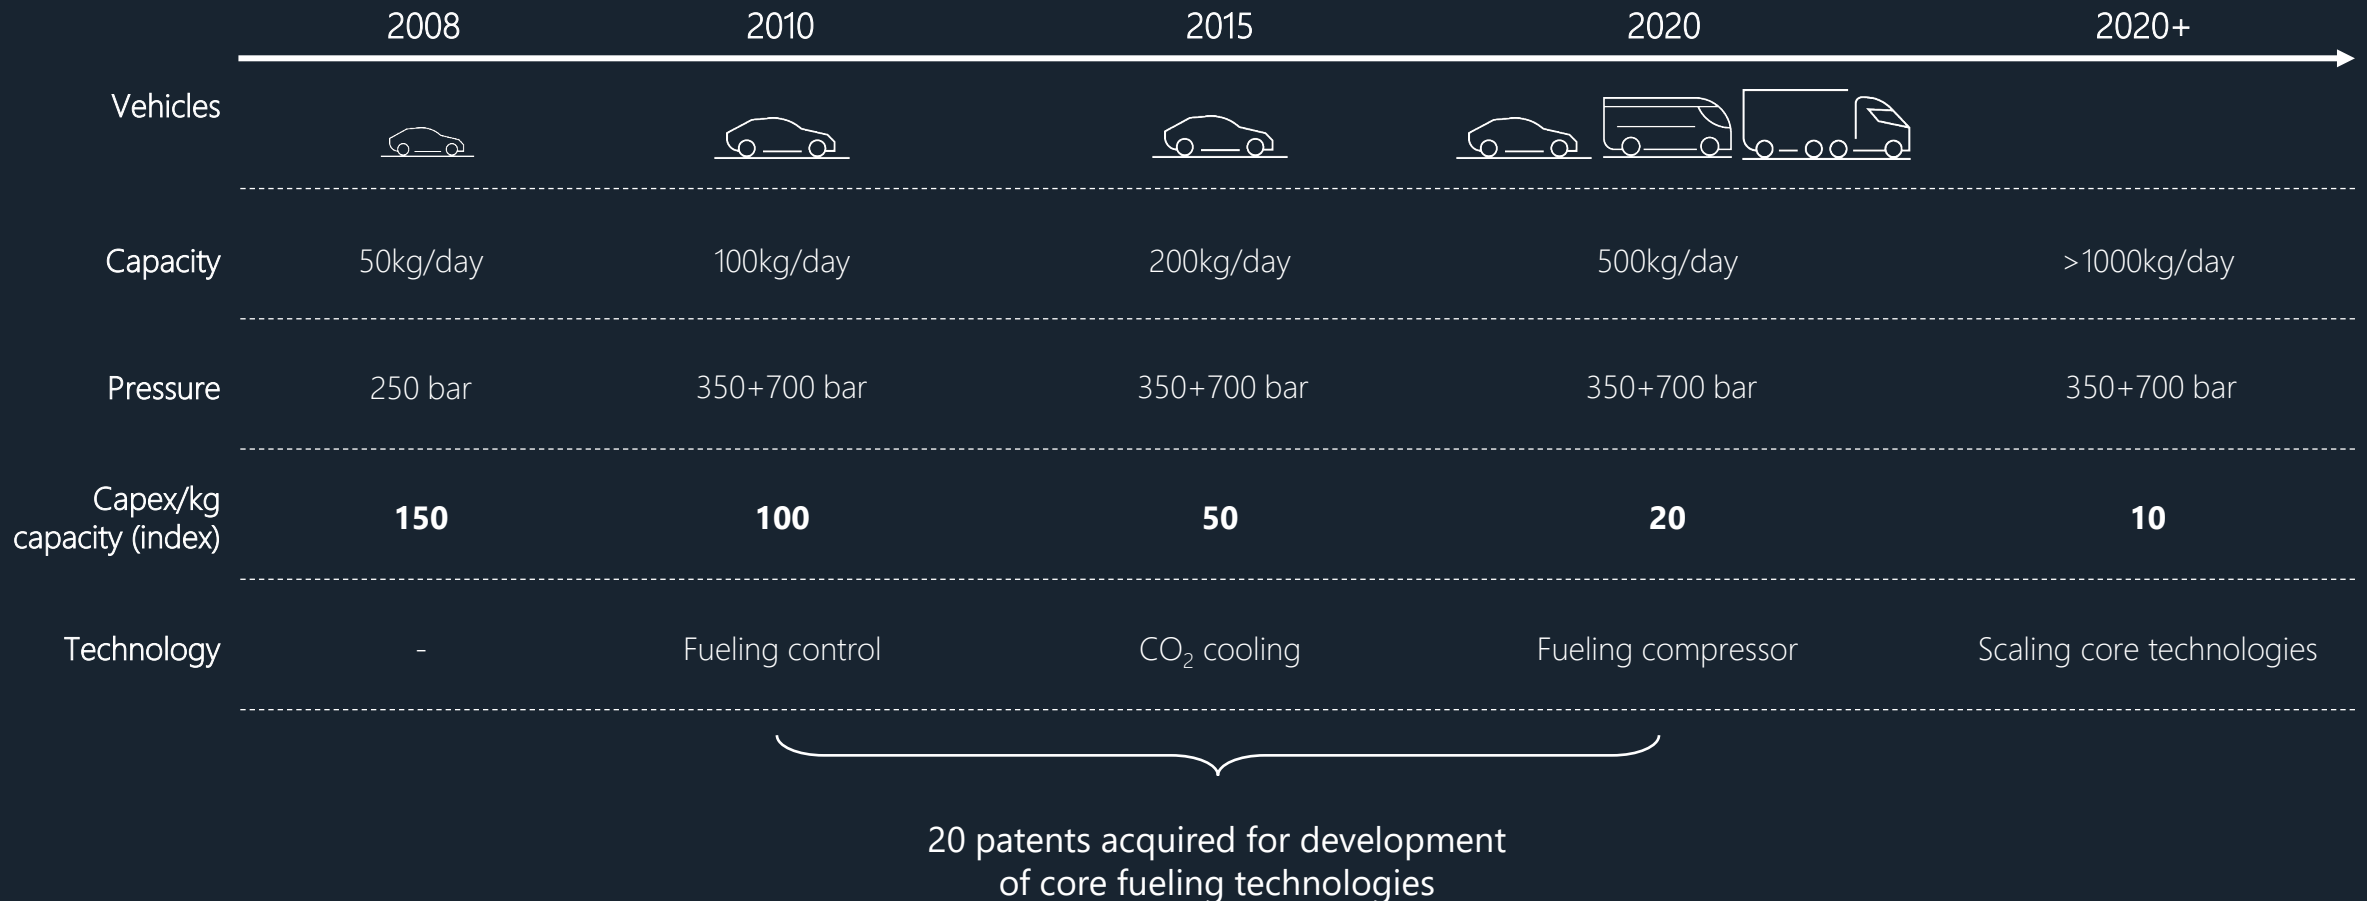 2008 2010 2015 2020 2020+
Vehicles
Capacity 50kg/day 100kg/day 200kg/day 500kg/day >1000kg/day
Pressure 250 bar 350+700 bar 350+700 bar 350+700 bar 350+700 bar
Capex/kg
capacity (index) 150 100 50 20 10
Technology - Fueling control CO₂ cooling Fueling compressor Scaling core technologies
20 patents acquired for development
of core fueling technologies